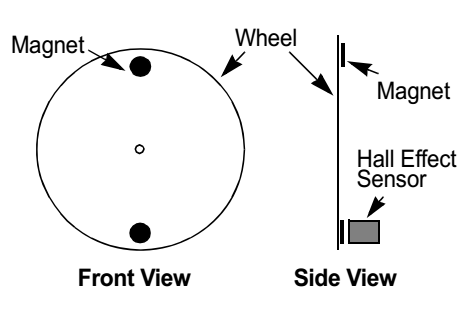 Magnet
Wheel
Magnet
Hall Effect
Sensor
Front View
Side View